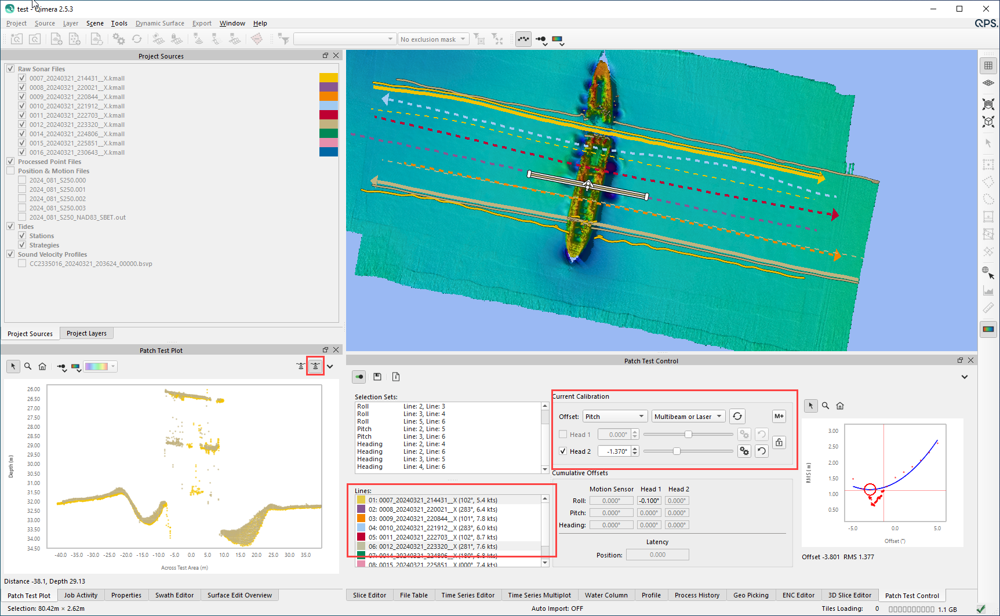 test - Qimera 2.5.3
Project Source Layer Scene Tools Dynamic Surface Export Window Help
QPS.
No exclusion mask
Project Sources
Raw Sonar Files
0007_20240321_214431__X.kmall
0008_20240321_220021__X.kmall
0009_20240321_220844__X.kmall
0010_20240321_221912__X.kmall
0011_20240321_222703__X.kmall
0012_20240321_223320__X.kmall
0014_20240321_224806__X.kmall
0015_20240321_225851__X.kmall
0016_20240321_230643__X.kmall
Processed Point Files
Position & Motion Files
2024_081_S250.000
2024_081_S250.001
2024_081_S250.002
2024_081_S250.003
2024_081_S250_NAD83_SBET.out
Tides
Stations
Strategies
Sound Velocity Profiles
CC2335016_20240321_203624_00000.bsvp
Project Sources Project Layers
Patch Test Plot
26.00
26.50
27.00
27.50
28.00
28.50
29.00
29.50
30.00
30.50
31.00
31.50
32.00
32.50
33.00
33.50
34.00
34.50
Depth (m)
-40.0 -35.0 -30.0 -25.0 -20.0 -15.0 -10.0 -5.0 0.0 5.0 10.0 15.0 20.0 25.0 30.0 35.0
Across Test Area (m)
Distance -38.1, Depth 29.13
Patch Test Plot Job Activity Properties Swath Editor Surface Edit Overview
Selection: 80.42m × 2.62m
Patch Test Control
Selection Sets:
Roll Line: 2, Line: 3
Roll Line: 3, Line: 4
Roll Line: 5, Line: 6
Pitch Line: 2, Line: 5
Pitch Line: 3, Line: 6
Heading Line: 2, Line: 4
Heading Line: 2, Line: 6
Heading Line: 3, Line: 5
Heading Line: 4, Line: 6
Lines:
01: 0007_20240321_214431__X (102°, 5.4 kts)
02: 0008_20240321_220021__X (283°, 6.4 kts)
03: 0009_20240321_220844__X (101°, 7.8 kts)
04: 0010_20240321_221912__X (283°, 6.0 kts)
05: 0011_20240321_222703__X (102°, 8.7 kts)
06: 0012_20240321_223320__X (281°, 7.6 kts)
07: 0014_20240321_224806__X (180°, 6.8 kts)
08: 0015_20240321_225851__X (000°, 7.4 kts)
Current Calibration
Offset: Pitch Multibeam or Laser M+
Head 1 0.000°
Head 2 -1.370°
Cumulative Offsets
Motion Sensor Head 1 Head 2
Roll: 0.000° -0.100° 0.000°
Pitch: 0.000° 0.000° 0.000°
Heading: 0.000° 0.000° 0.000°
Latency
Position: 0.000
3.00
2.50
2.00
1.50
1.00
0.50
RMS (m)
-5.0 0.0 5.0
Offset (°)
Offset -3.801 RMS 1.377
Slice Editor File Table Time Series Editor Time Series Multiplot Water Column Profile Process History Geo Picking ENC Editor 3D Slice Editor Patch Test Control
Auto Import: OFF
Tiles Loading: 0
1.1 GB